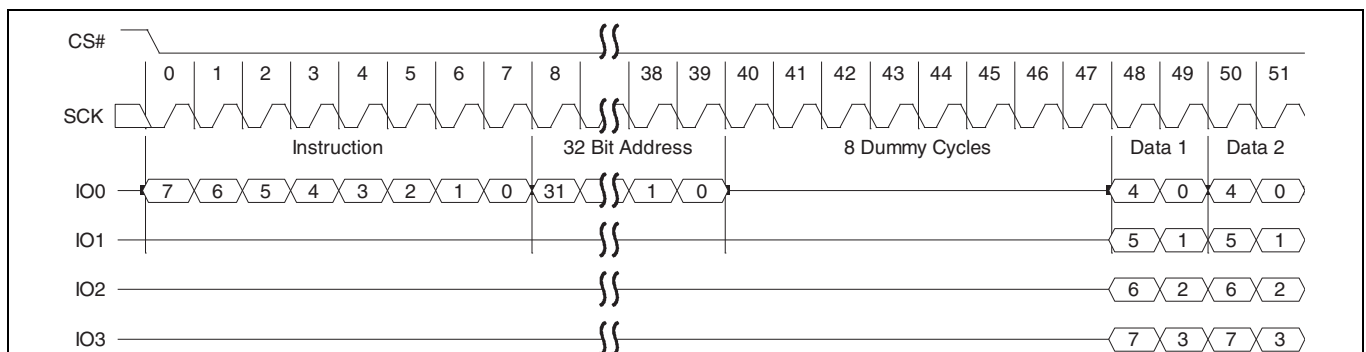 CS#
0 1 2 3 4 5 6 7 8 38 39 40 41 42 43 44 45 46 47 48 49 50 51
SCK
Instruction 32 Bit Address 8 Dummy Cycles Data 1 Data 2
IO0 7 6 5 4 3 2 1 0 31 1 0 4 0 4 0
IO1 5 1 5 1
IO2 6 2 6 2
IO3 7 3 7 3